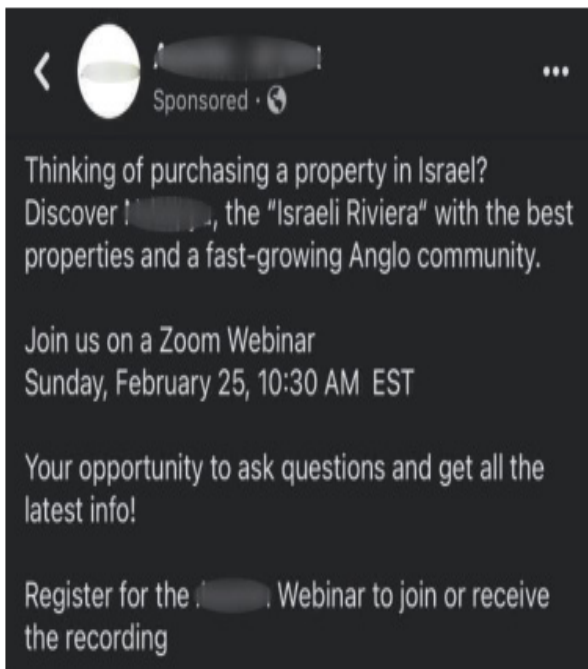 Sponsored ·
Thinking of purchasing a property in Israel?
Discover , the “Israeli Riviera“ with the best
properties and a fast-growing Anglo community.
Join us on a Zoom Webinar
Sunday, February 25, 10:30 AM EST
Your opportunity to ask questions and get all the
latest info!
Register for the Webinar to join or receive
the recording